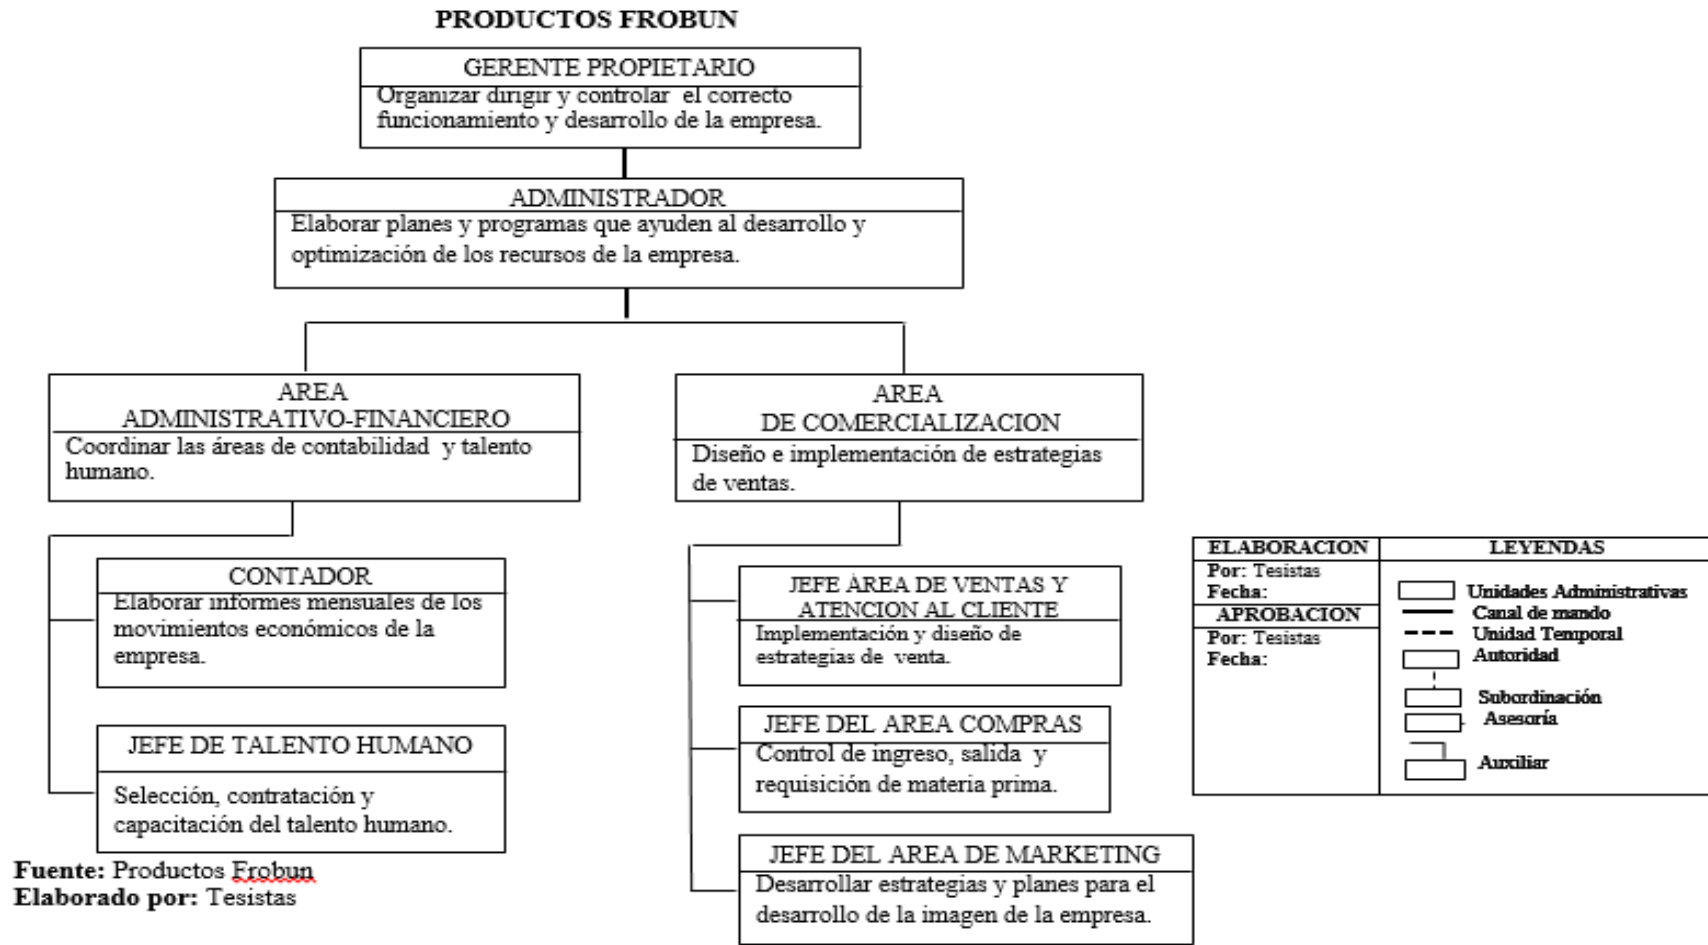 PRODUCTOS FROBUN
GERENTE PROPIETARIO
Organizar dirigir y controlar el correcto
funcionamiento y desarrollo de la empresa.
ADMINISTRADOR
Elaborar planes y programas que ayuden al desarrollo y
optimización de los recursos de la empresa.
AREA
ADMINISTRATIVO-FINANCIERO
Coordinar las áreas de contabilidad y talento
humano.
AREA
DE COMERCIALIZACION
Diseño e implementación de estrategias
de ventas.
CONTADOR
Elaborar informes mensuales de los
movimientos económicos de la
empresa.
JEFE DE TALENTO HUMANO
Selección, contratación y
capacitación del talento humano.
JEFE ÁREA DE VENTAS Y
ATENCION AL CLIENTE
Implementación y diseño de
estrategias de venta.
JEFE DEL AREA COMPRAS
Control de ingreso, salida y
requisición de materia prima.
JEFE DEL AREA DE MARKETING
Desarrollar estrategias y planes para el
desarrollo de la imagen de la empresa.
ELABORACION
Por: Tesistas
Fecha:
APROBACION
Por: Tesistas
Fecha:
LEYENDAS
Unidades Administrativas
Canal de mando
Unidad Temporal
Autoridad
Subordinación
Asesoría
Auxiliar
Fuente: Productos Frobun
Elaborado por: Tesistas